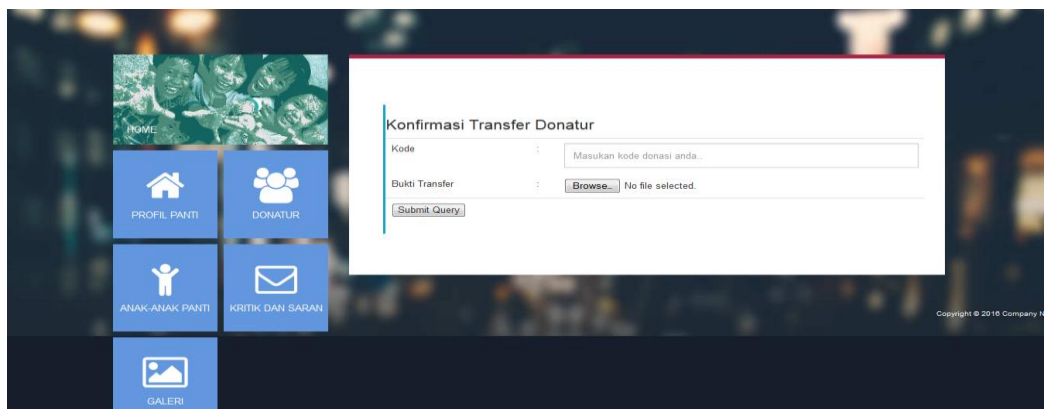 HOME
PROFIL PANTI
DONATUR
ANAK-ANAK PANTI
KRITIK DAN SARAN
GALERI
Konfirmasi Transfer Donatur
Kode :
Masukan kode donasi anda..
Bukti Transfer : Browse... No file selected.
Submit Query
Copyright © 2016 Company N